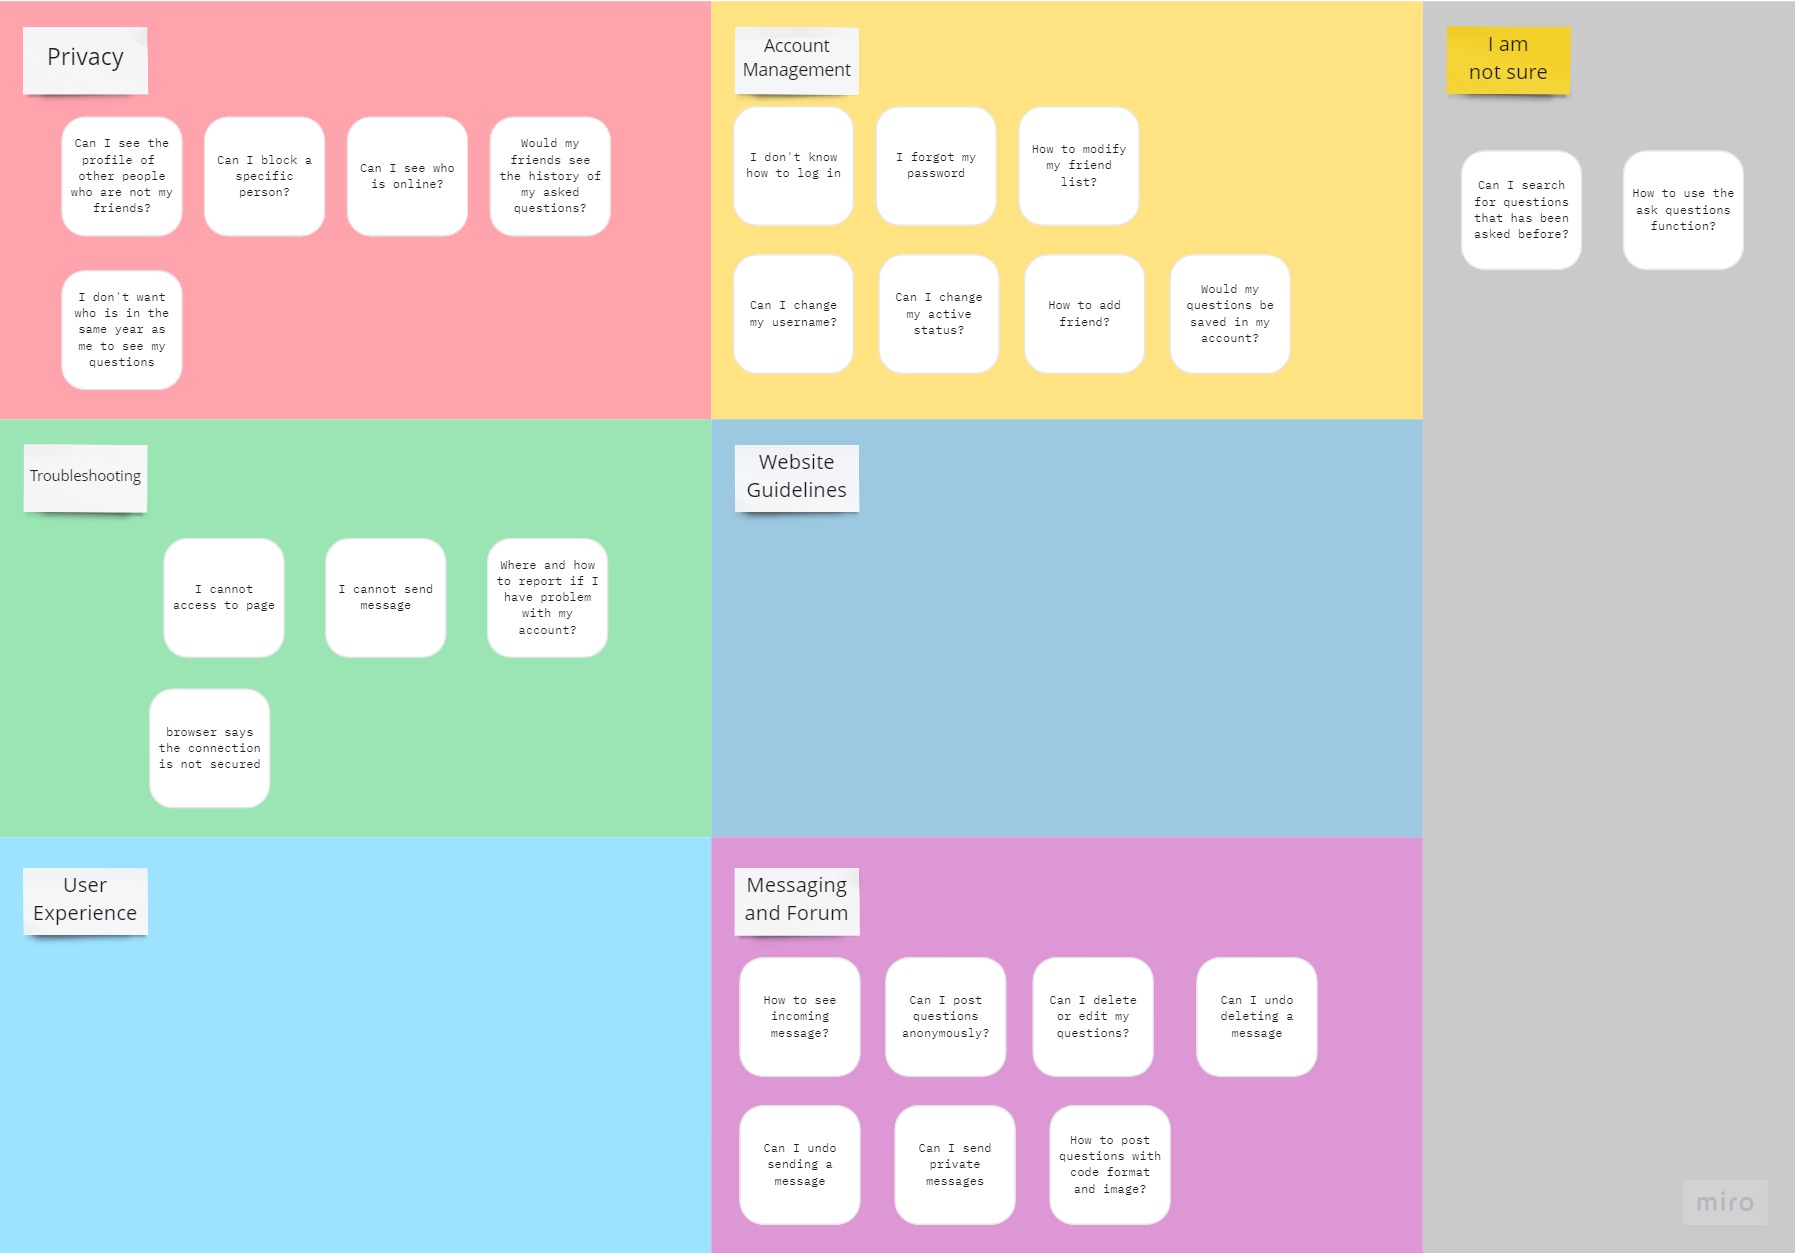 Privacy
Can I see the
profile of
other people
who are not my
friends?
Can I block a
specific
person?
Can I see who
is online?
Would my
friends see
the history of
my asked
questions?
I don't want
who is in the
same year as
me to see my
questions
Account
Management
I don't know
how to log in
I forgot my
password
How to modify
my friend
list?
Can I change
my username?
Can I change
my active
status?
How to add
friend?
Would my
questions be
saved in my
account?
I am
not sure
Can I search
for questions
that has been
asked before?
How to use the
ask questions
function?
Troubleshooting
I cannot
access to page
I cannot send
message
Where and how
to report if I
have problem
with my
account?
browser says
the connection
is not secured
Website
Guidelines
User
Experience
Messaging
and Forum
How to see
incoming
message?
Can I post
questions
anonymously?
Can I delete
or edit my
questions?
Can I undo
deleting a
message
Can I undo
sending a
message
Can I send
private
messages
How to post
questions with
code format
and image?
miro